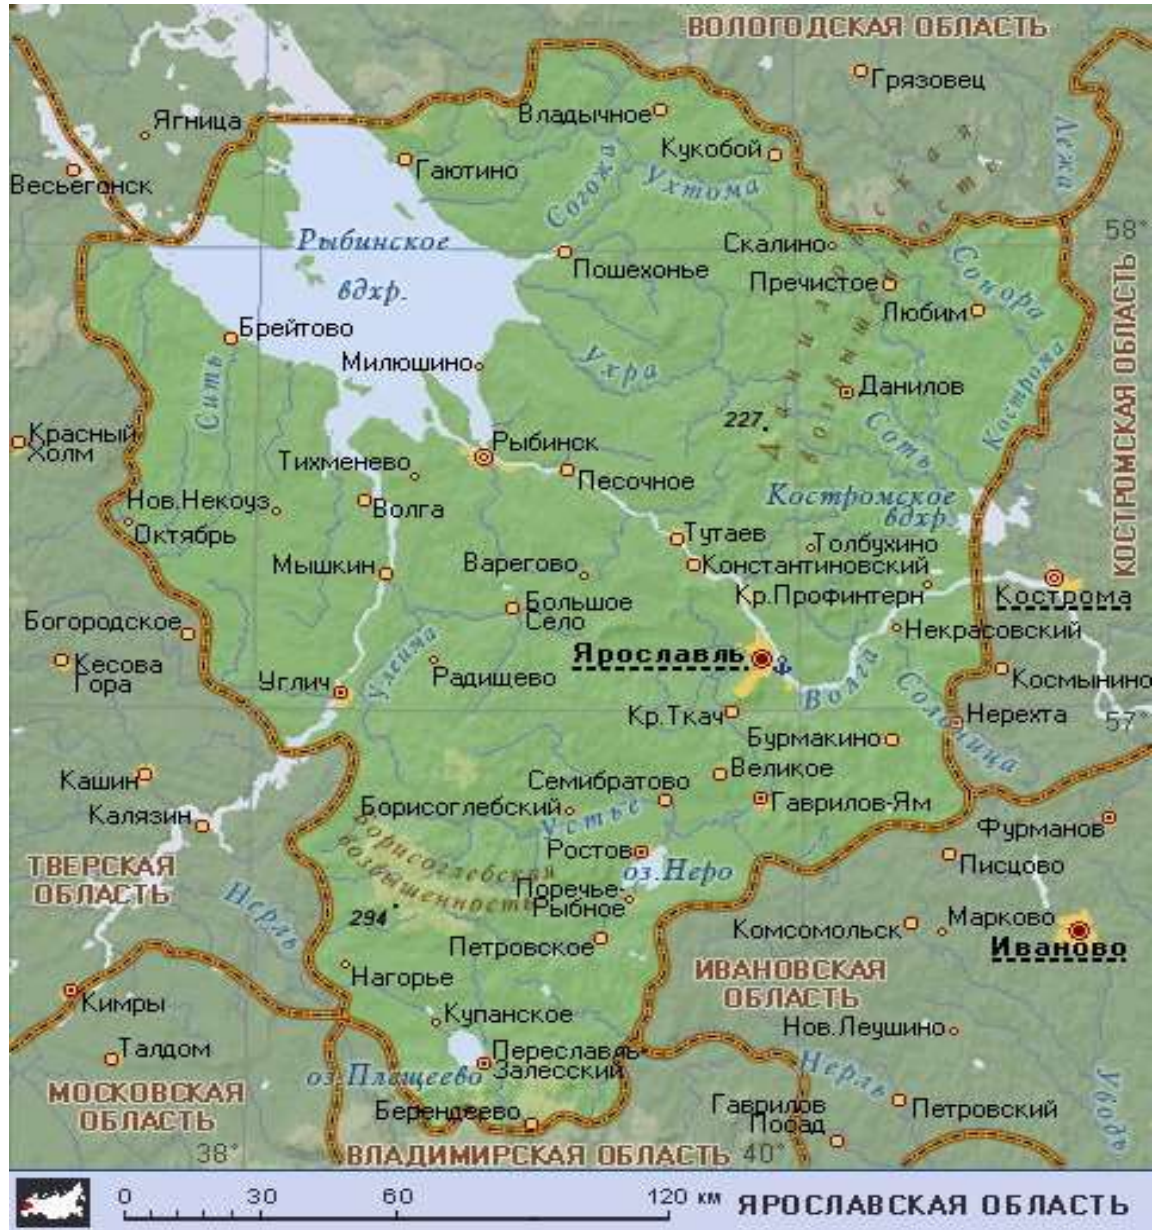 ВОЛОГОДСКАЯ ОБЛАСТЬ
Грязовец
Ягница
Владычное
Лежа
Весьегонск
Гаютино
Кукобой
Согожа
Ухтома
58°
Рыбинское
вдхр.
Скалино
Пошехонье
Пречистое
Сонора
Любим
Брейтово
Милюшино
Ухра
Данилов
Сить
КОСТРОМСКАЯ ОБЛАСТЬ
Кострома
227
Красный
Холм
Рыбинск
Соть
Тихменево
Песочное
Нов.Некоуз
Волга
Костромское
вдхр.
Октябрь
Тутаев
Толбухино
Мышкин
Варегово
Константиновский
Кр.Профинтерн
Кострома
Большое
Село
Богородское
Некрасовский
Улейма
Ярославль
Кесова
Гора
Углич
Радищево
Волга
Солоница
Космынино
Кр.Ткач
Нерехта
57°
Бурмакино
Кашин
Семибратово
Великое
Калязин
Борисоглебский
Устье
Гаврилов-Ям
Фурманов
Борисоглебская
возвышенность
Ростов
Писцово
ТВЕРСКАЯ
ОБЛАСТЬ
оз.Неро
Нерль
Поречье-
Рыбное
294
Петровское
Комсомольск
Марково
Иваново
Нагорье
ИВАНОВСКАЯ
ОБЛАСТЬ
Кимры
Купанское
Нов.Леушино
Талдом
Переславль
Залесский
оз.Плещеево
Нерль
МОСКОВСКАЯ
ОБЛАСТЬ
Берендеево
Гаврилов
Посад
Петровский
Уводь
38°
ВЛАДИМИРСКАЯ ОБЛАСТЬ
40°
0 30 60 120 км
ЯРОСЛАВСКАЯ ОБЛАСТЬ